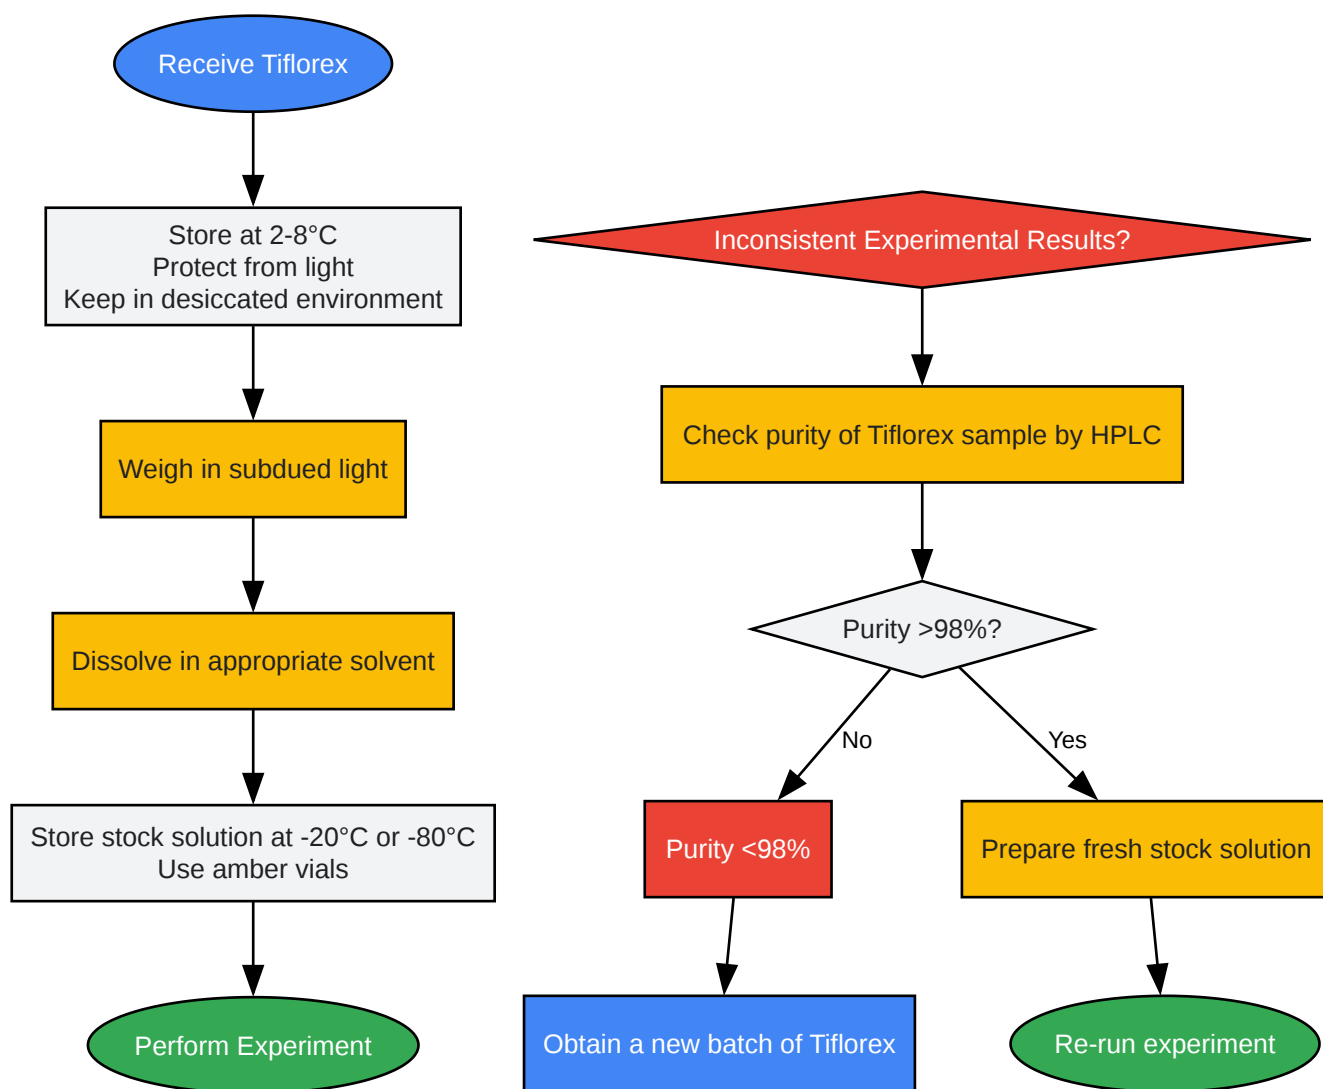 Receive Tiflorex
Store at 2-8°C
Protect from light
Keep in desiccated environment
Weigh in subdued light
Dissolve in appropriate solvent
Store stock solution at -20°C or -80°C
Use amber vials
Perform Experiment
Inconsistent Experimental Results?
Check purity of Tiflorex sample by HPLC
Purity >98%?
No
Yes
Purity <98%
Prepare fresh stock solution
Obtain a new batch of Tiflorex
Re-run experiment